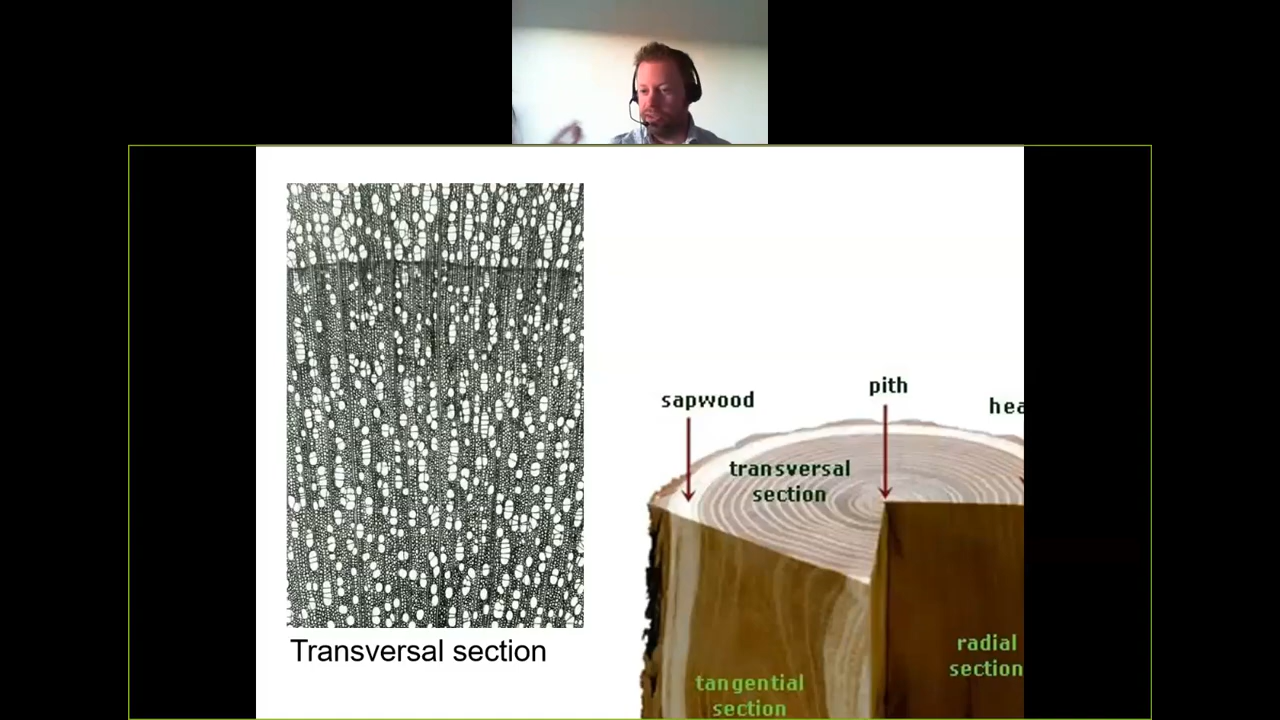 pith
sapwood
hea
transversal
section
Transversal section
radial
section
tangential
section